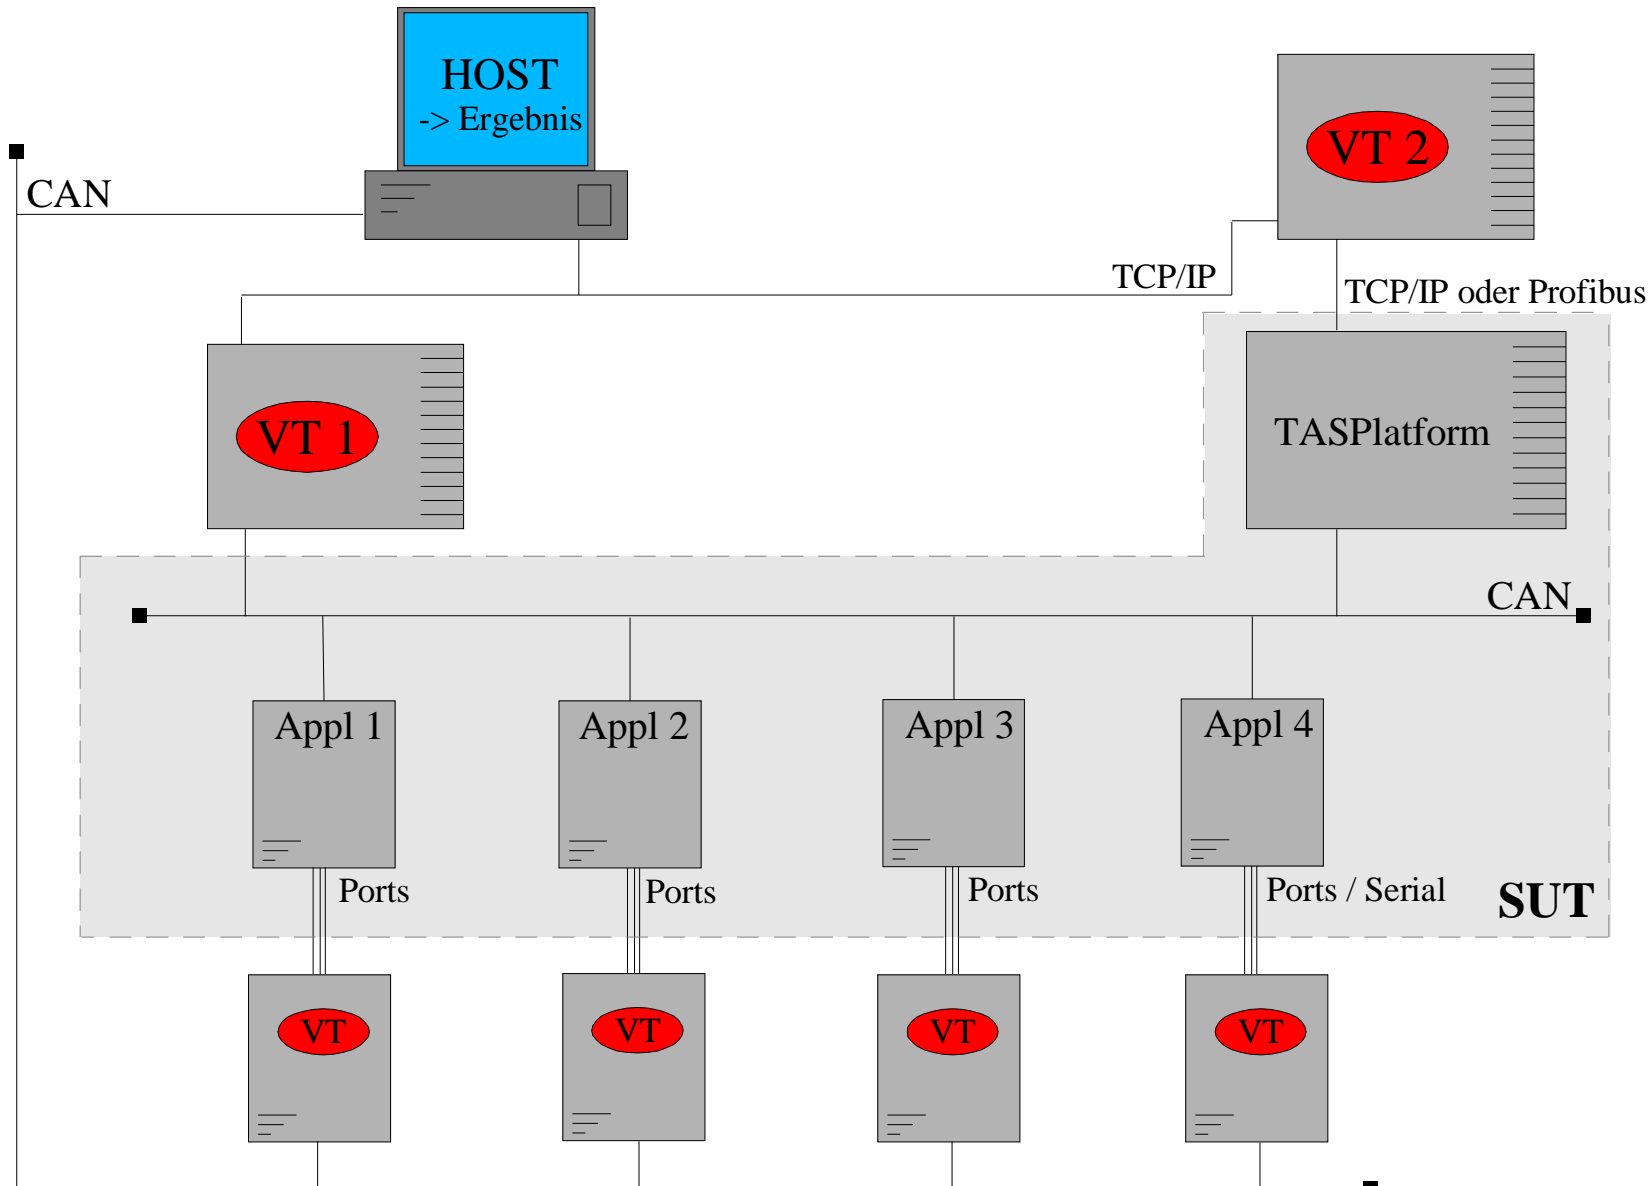 HOST
-> Ergebnis
VT 2
CAN
TCP/IP
TCP/IP oder Profibus
VT 1
TASPlatform
CAN
Appl 1
Appl 2
Appl 3
Appl 4
Ports
Ports
Ports
Ports / Serial
SUT
VT
VT
VT
VT